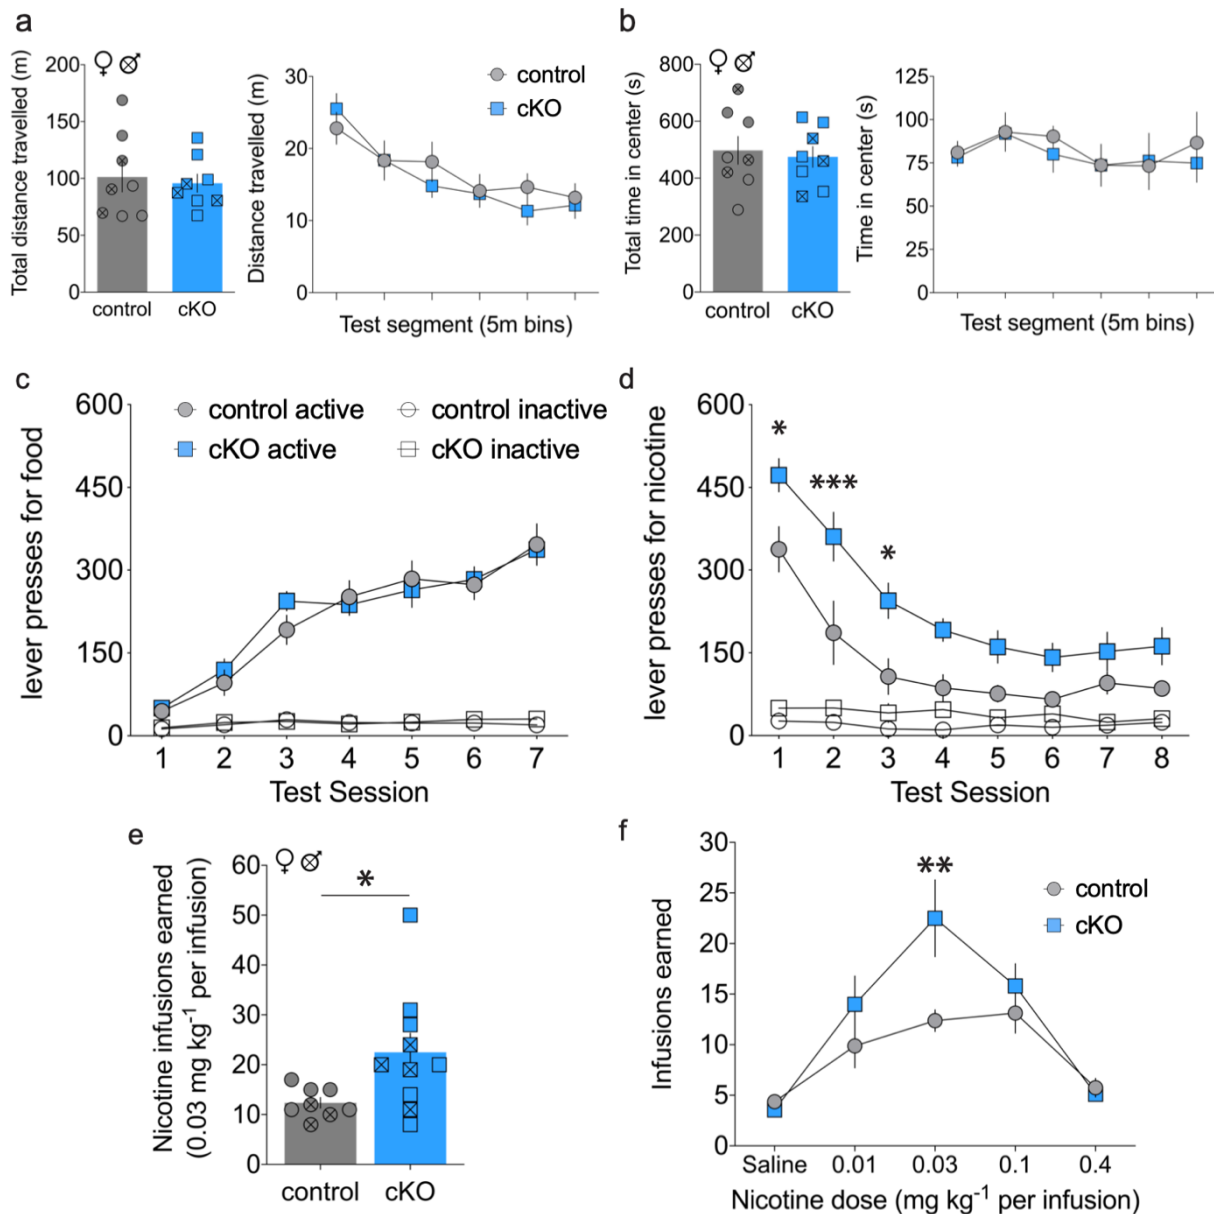 a
b
♀ ♂
Total distance travelled (m)
200
150
100
50
0
control
cKO
Distance travelled (m)
30
20
10
0
control
cKO
Test segment (5m bins)
♀ ♂
Total time in center (s)
800
600
400
200
0
control
cKO
Time in center (s)
125
100
75
50
25
0
Test segment (5m bins)
c
control active
control inactive
cKO active
cKO inactive
lever presses for food
600
450
300
150
0
1 2 3 4 5 6 7
Test Session
d
lever presses for nicotine
600
450
300
150
0
*
***
*
1 2 3 4 5 6 7 8
Test Session
e
♀ ♂
Nicotine infusions earned
(0.03 mg kg⁻¹ per infusion)
60
50
40
30
20
10
0
*
control
cKO
f
Infusions earned
30
25
20
15
10
5
0
**
control
cKO
Saline 0.01 0.03 0.1 0.4
Nicotine dose (mg kg⁻¹ per infusion)